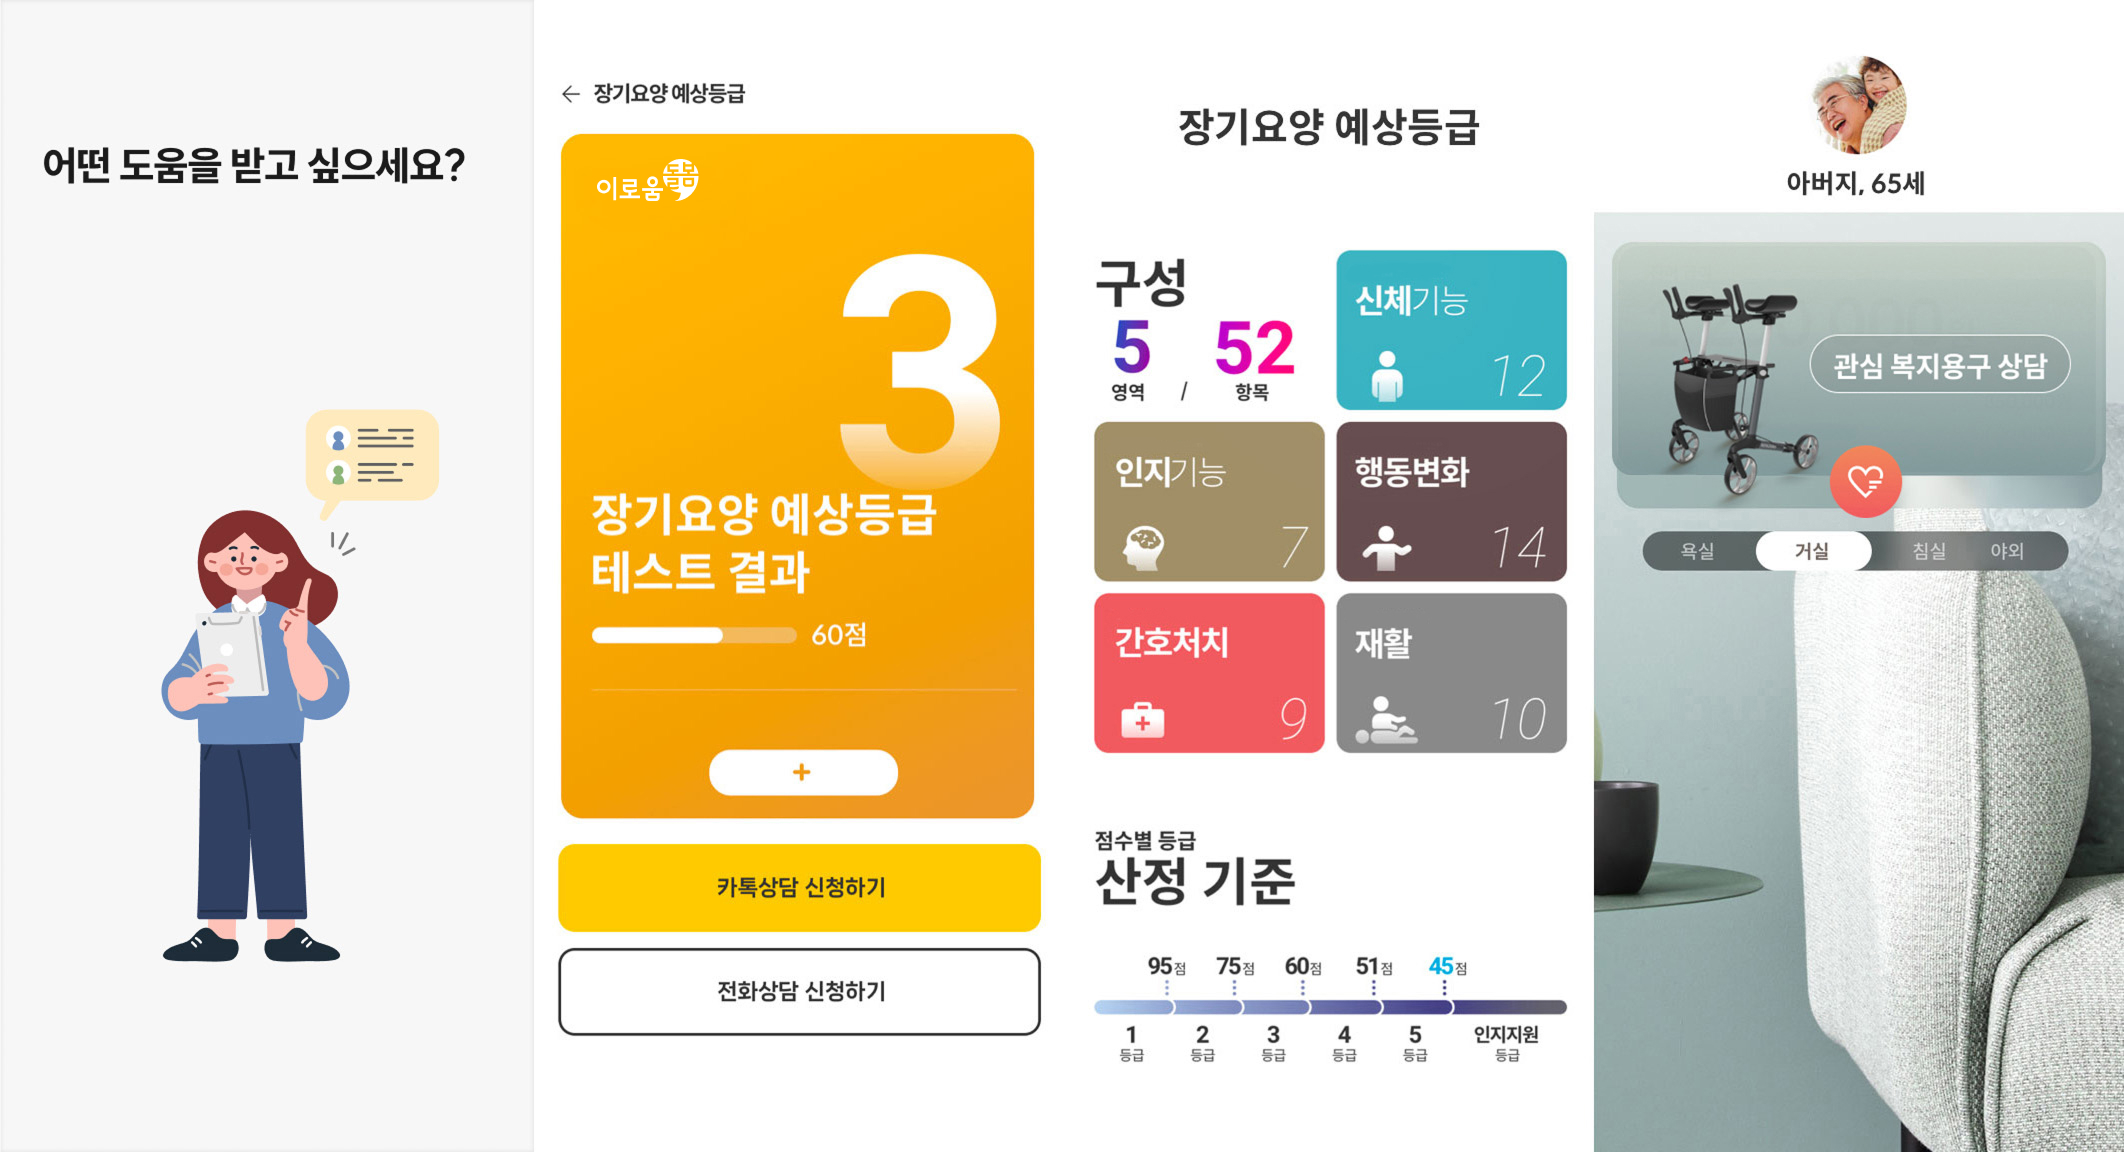 어떤 도움을 받고 싶으세요?
← 장기요양 예상등급
이로움돌봄
3
장기요양 예상등급
테스트 결과
60점
+
카톡상담 신청하기
전화상담 신청하기
장기요양 예상등급
구성
5 52
영역 / 항목
신체기능
12
인지기능
7
행동변화
14
간호처치
9
재활
10
점수별 등급
산정 기준
95점 75점 60점 51점 45점
1 2 3 4 5 인지지원
등급 등급 등급 등급 등급 등급
아버지, 65세
관심 복지용구 상담
욕실 거실 침실 야외